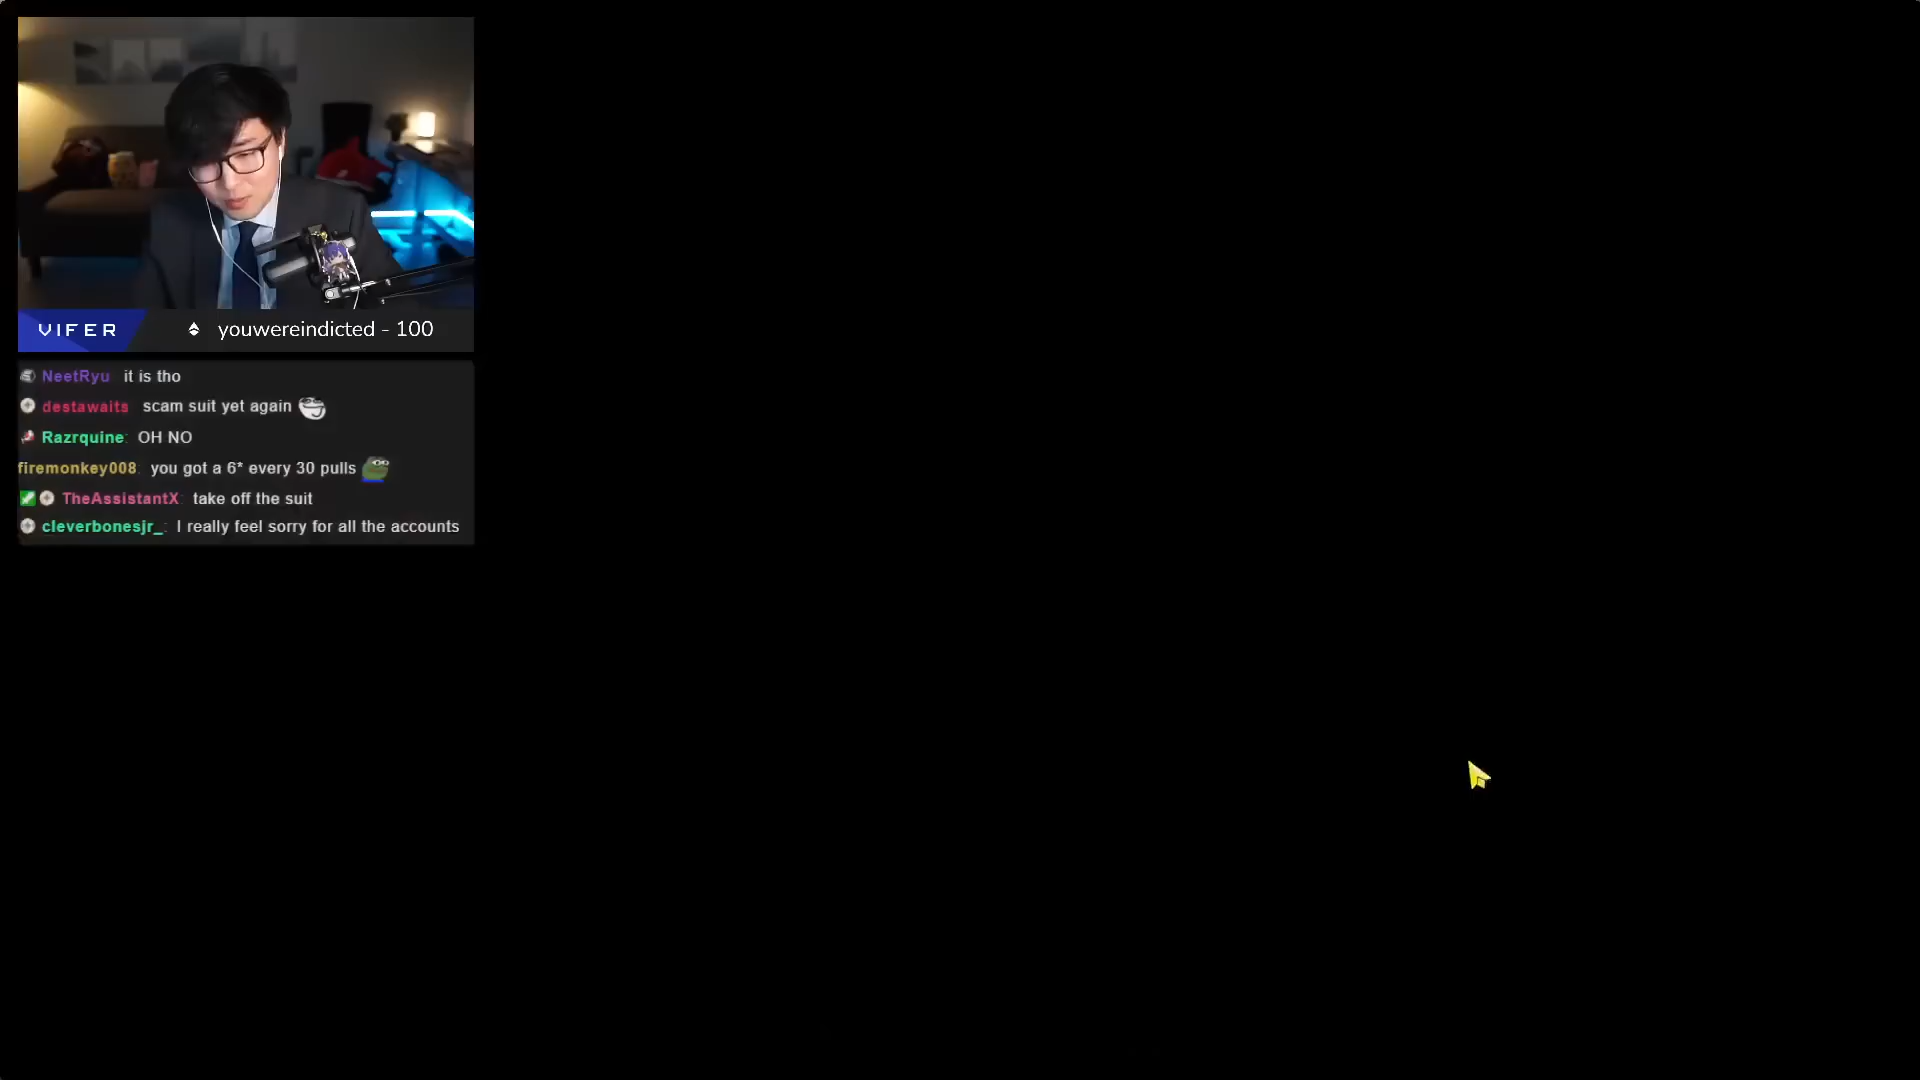 VIFER youwereindicted - 100
NeetRyu it is tho
destawaits scam suit yet again
Razrquine: OH NO
firemonkey008: you got a 6* every 30 pulls
TheAssistantX: take off the suit
cleverbonesjr_: I really feel sorry for all the accounts